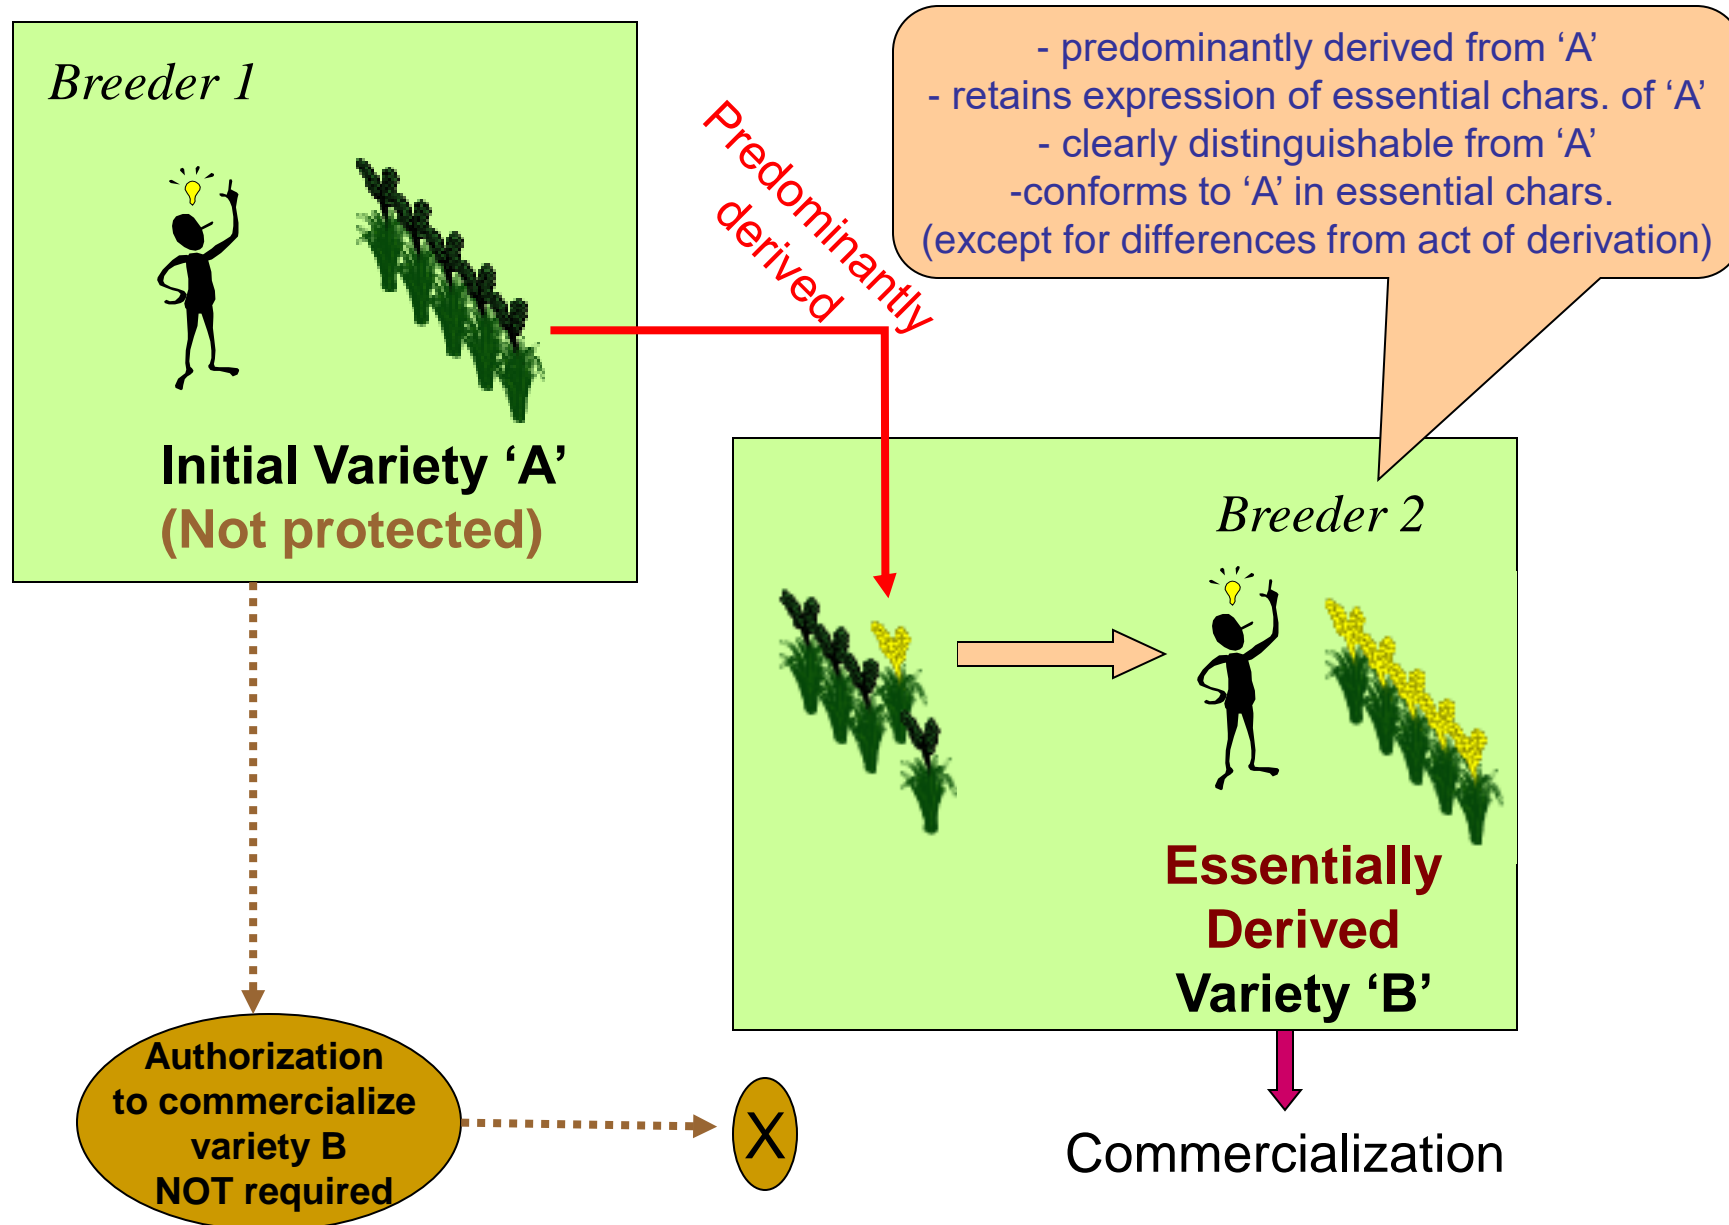 Breeder 1
Initial Variety ‘A’
(Not protected)
Predominantly
derived
- predominantly derived from ‘A’
- retains expression of essential chars. of ‘A’
- clearly distinguishable from ‘A’
-conforms to ‘A’ in essential chars.
(except for differences from act of derivation)
Breeder 2
Essentially
Derived
Variety ‘B’
Authorization
to commercialize
variety B
NOT required
X
Commercialization